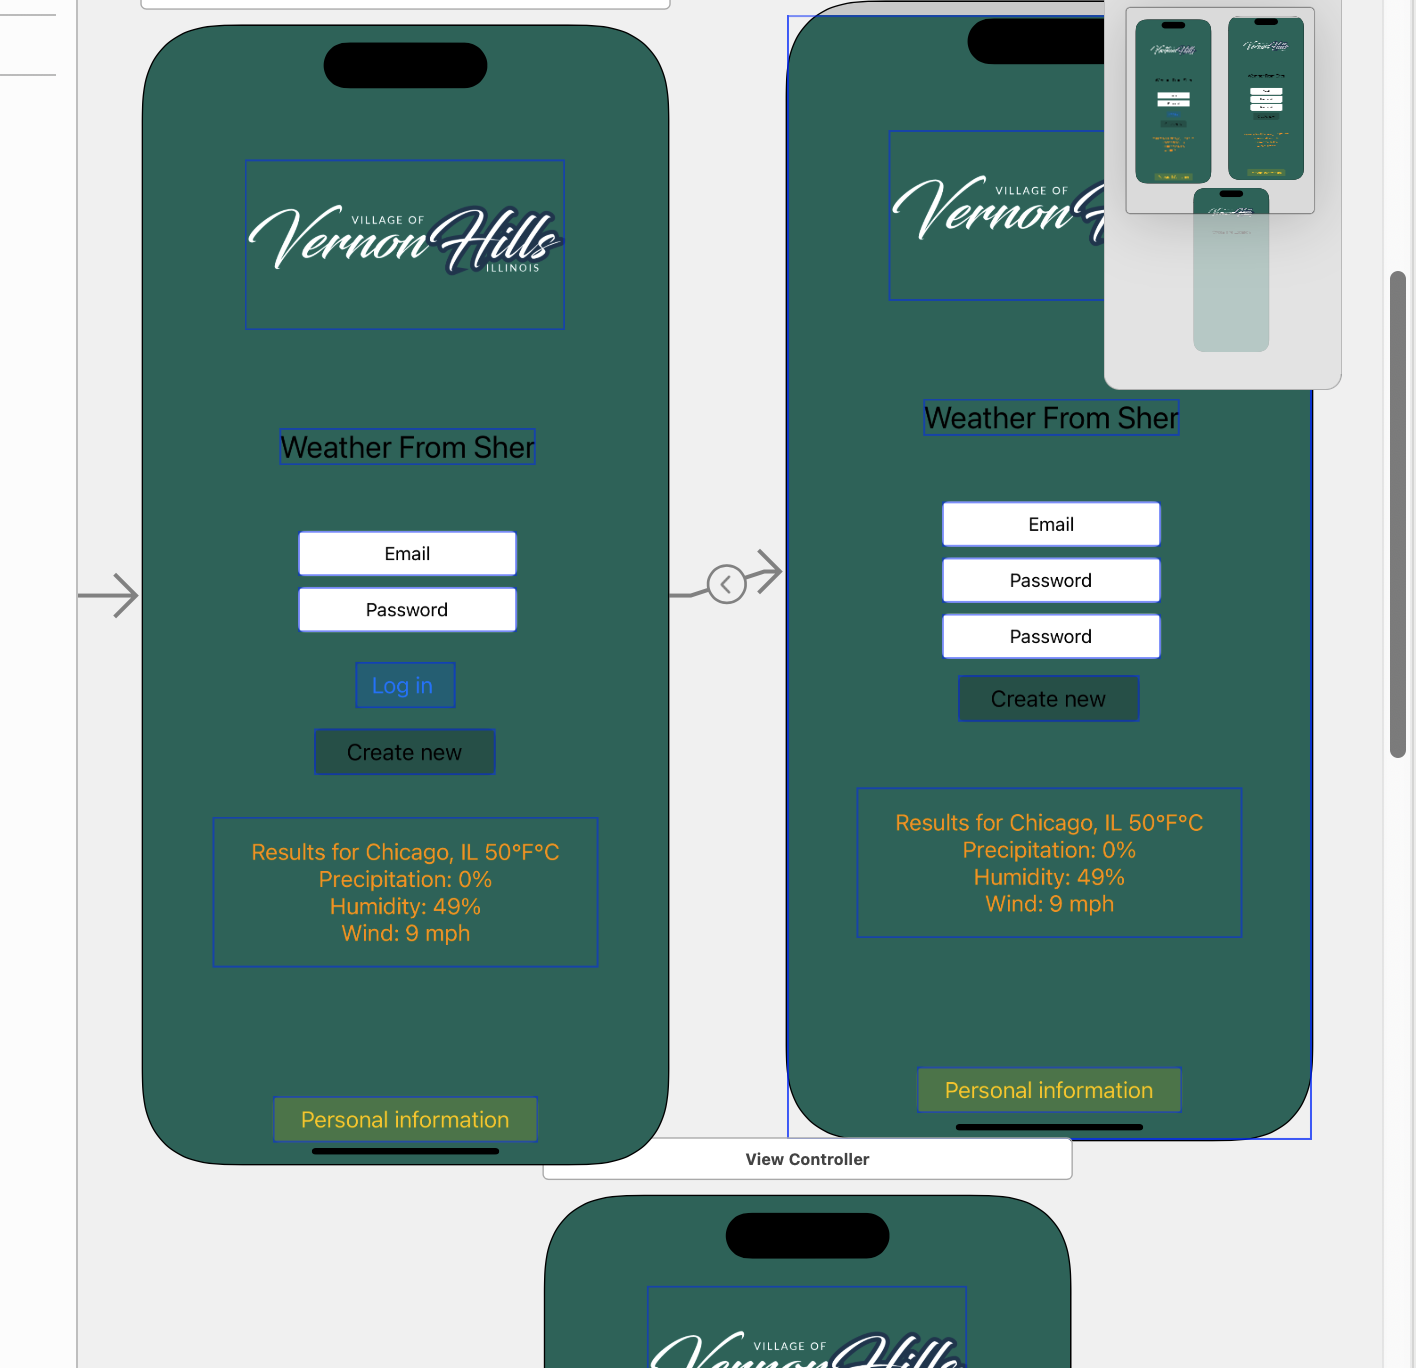 VILLAGE OF
Vernon Hills
ILLINOIS
Weather From Sher
Email
Password
Log in
Create new
Results for Chicago, IL 50°F°C
Precipitation: 0%
Humidity: 49%
Wind: 9 mph
Personal information
VILLAGE OF
Vernon
Weather From Sher
Email
Password
Password
Create new
Results for Chicago, IL 50°F°C
Precipitation: 0%
Humidity: 49%
Wind: 9 mph
Personal information
View Controller
VILLAGE OF
Vernon Hills